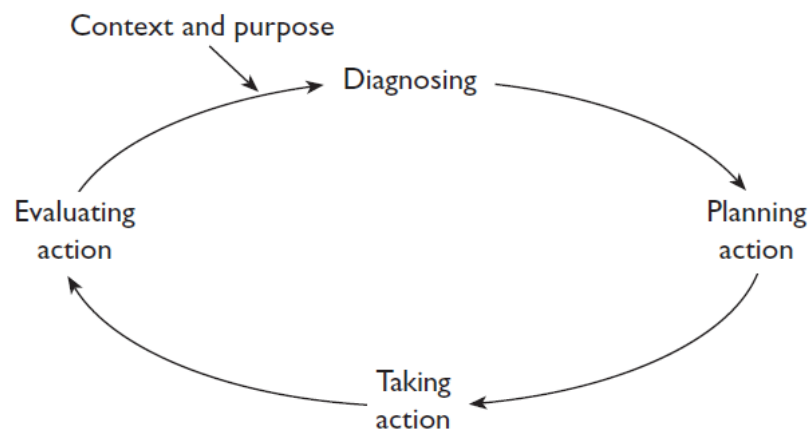 Context and purpose
Diagnosing
Planning
action
Taking
action
Evaluating
action